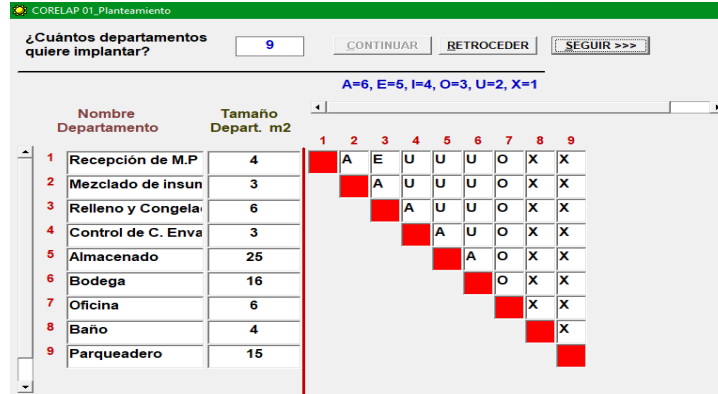 CORELAP 01_Planteamiento
¿Cuántos departamentos quiere implantar? 9 CONTINUAR RETROCEDER SEGUIR >>>
A=6, E=5, I=4, O=3, U=2, X=1
Nombre Departamento Tamaño Depart. m2
1 2 3 4 5 6 7 8 9
1 Recepción de M.P 4 A E U U U O X X
2 Mezclado de insun 3 A U U U O X X
3 Relleno y Congela 6 A U U O X X
4 Control de C. Enva 3 A U O X X
5 Almacenado 25 A O X X
6 Bodega 16 O X X
7 Oficina 6 X X
8 Baño 4 X
9 Parqueadero 15